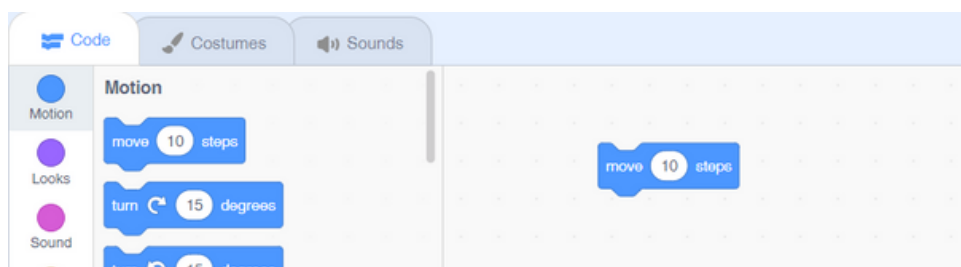 Code Costumes Sounds
Motion
Looks
Sound
Motion
move 10 steps
turn 15 degrees
move 10 steps